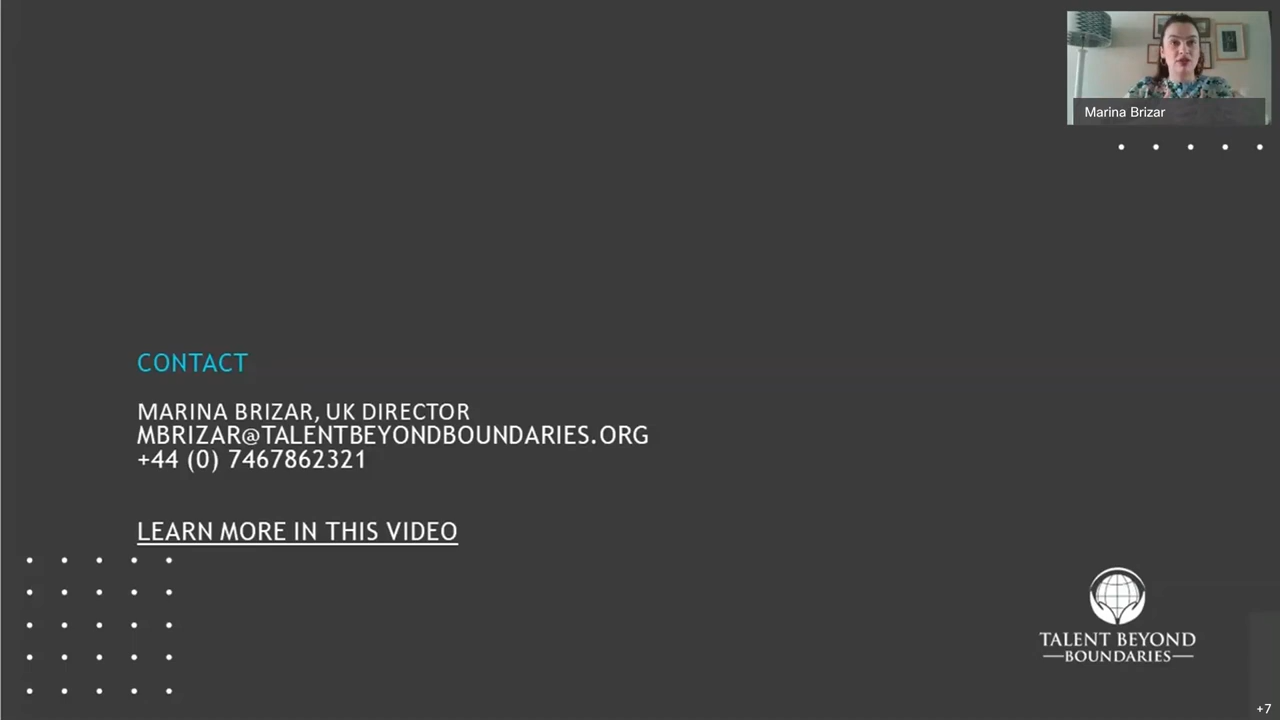 Marina Brizar
CONTACT
MARINA BRIZAR, UK DIRECTOR
MBRIZAR@TALENTBEYONDBOUNDARIES.ORG
+44 (0) 7467862321
LEARN MORE IN THIS VIDEO
TALENT BEYOND
BOUNDARIES
+7